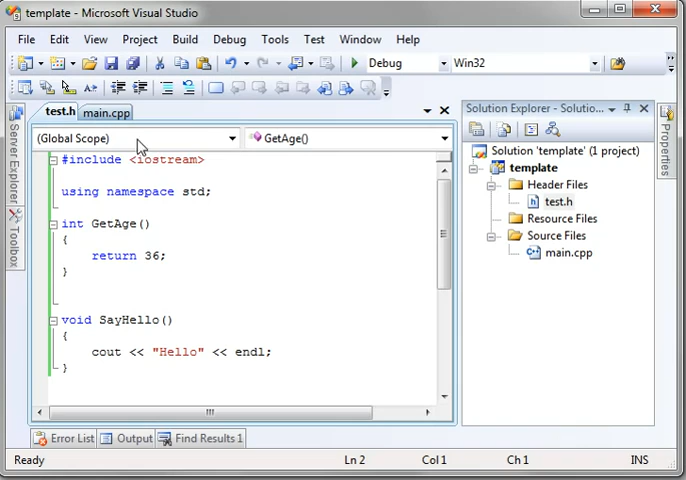 template - Microsoft Visual Studio
File Edit View Project Build Debug Tools Test Window Help
Debug Win32
test.h main.cpp
(Global Scope) GetAge()
#include <iostream>
using namespace std;
int GetAge()
{
return 36;
}
void SayHello()
{
cout << "Hello" << endl;
}
Server Explorer
Toolbox
Solution Explorer - Solutio...
Solution 'template' (1 project)
template
Header Files
test.h
Resource Files
Source Files
main.cpp
Properties
Error List Output Find Results 1
Ready Ln 2 Col 1 Ch 1 INS